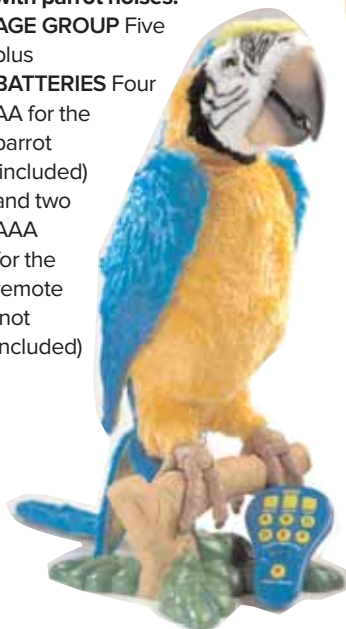 with parrot noises.
AGE GROUP Five
plus
BATTERIES Four
AA for the
parrot
(included)
and two
AAA
for the
remote
(not
included)